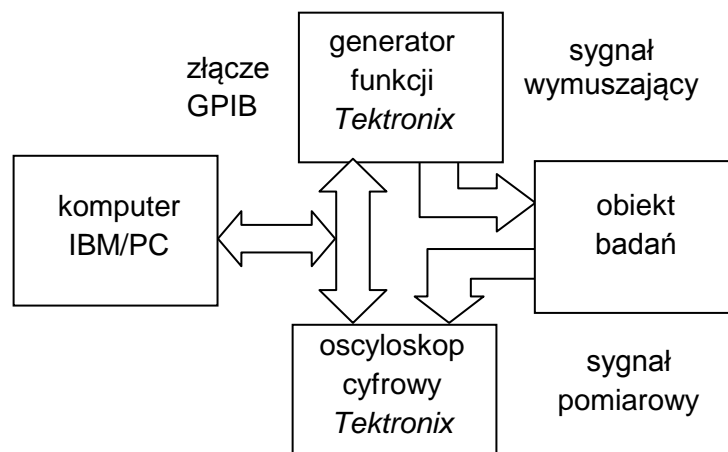 generator
funkcji
Tektronix
złącze
GPIB
sygnał
wymuszający
komputer
IBM/PC
obiekt
badań
oscyloskop
cyfrowy
Tektronix
sygnał
pomiarowy